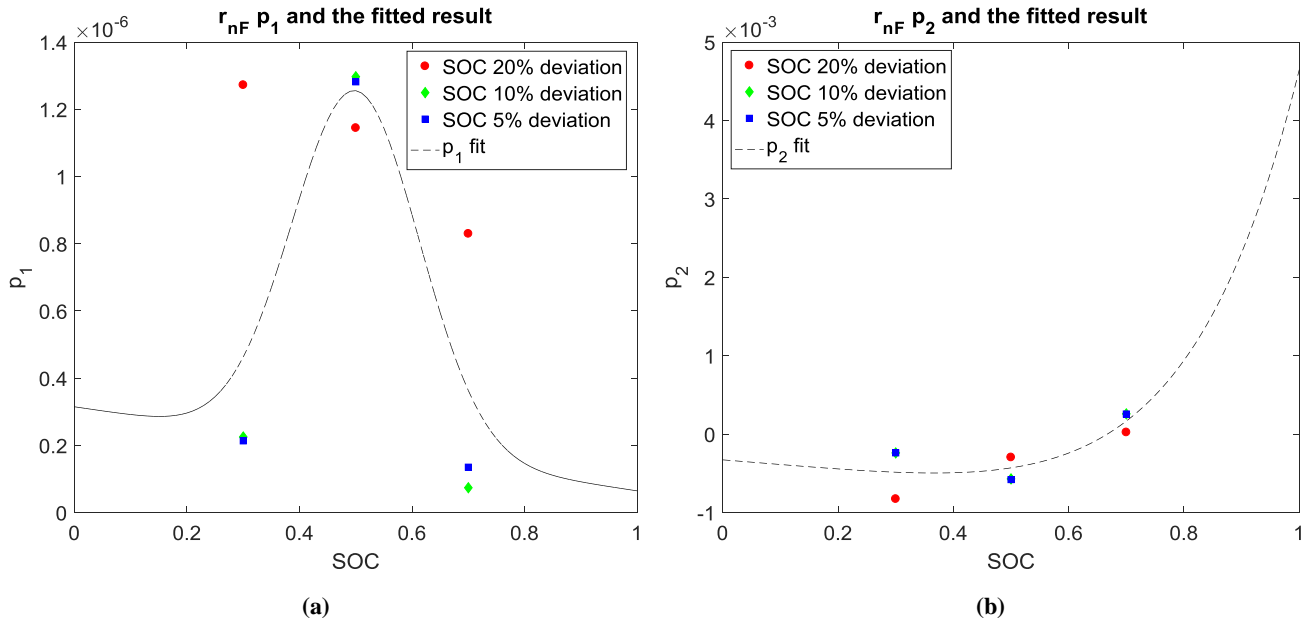 r_nF p_1 and the fitted result
×10^-6
1.4
1.2
1
0.8
0.6
0.4
0.2
0
p_1
SOC 20% deviation
SOC 10% deviation
SOC 5% deviation
p_1 fit
0 0.2 0.4 0.6 0.8 1
SOC
(a)
r_nF p_2 and the fitted result
×10^-3
5
4
3
2
1
0
-1
p_2
SOC 20% deviation
SOC 10% deviation
SOC 5% deviation
p_2 fit
0 0.2 0.4 0.6 0.8 1
SOC
(b)